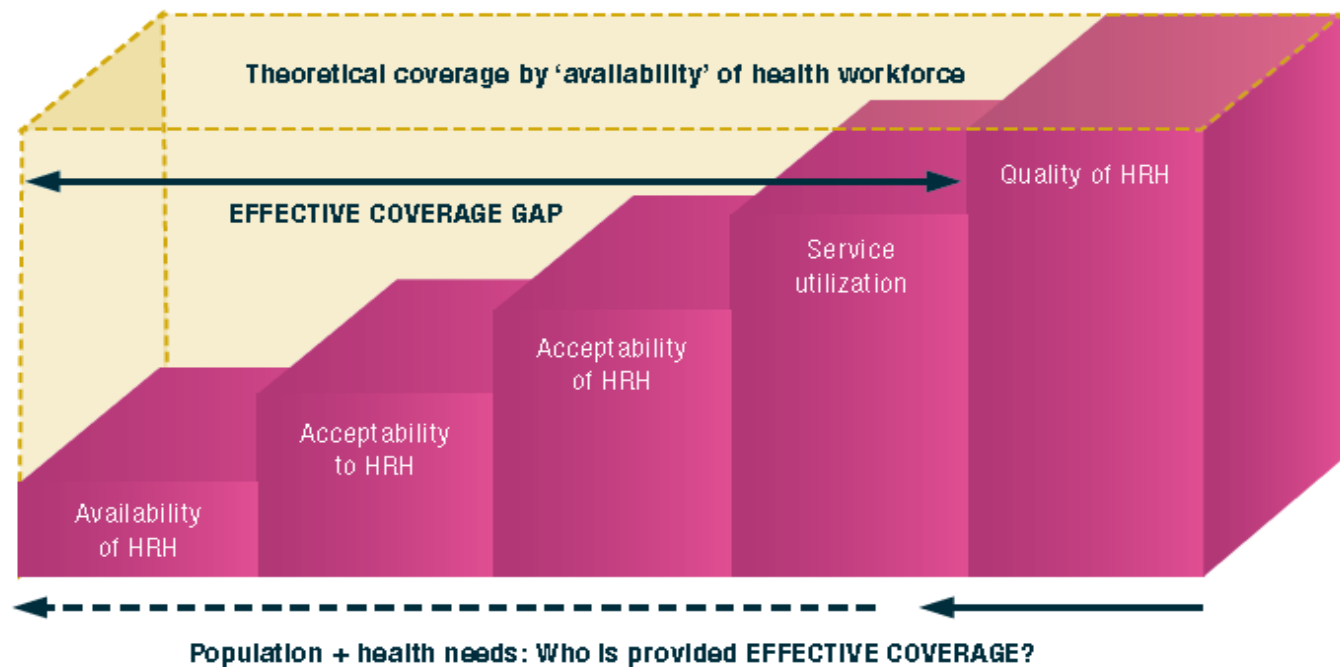 Theoretical coverage by ‘availability’ of health workforce
EFFECTIVE COVERAGE GAP
Quality of HRH
Service
utilization
Acceptability
of HRH
Acceptability
to HRH
Availability
of HRH
Population + health needs: Who is provided EFFECTIVE COVERAGE?